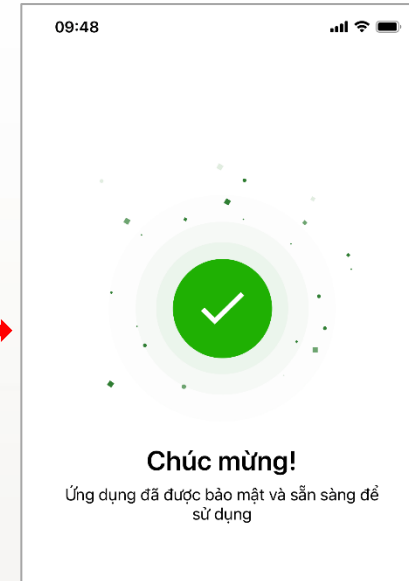 09:48
Chúc mừng!
Ứng dụng đã được bảo mật và sẵn sàng để
sử dụng